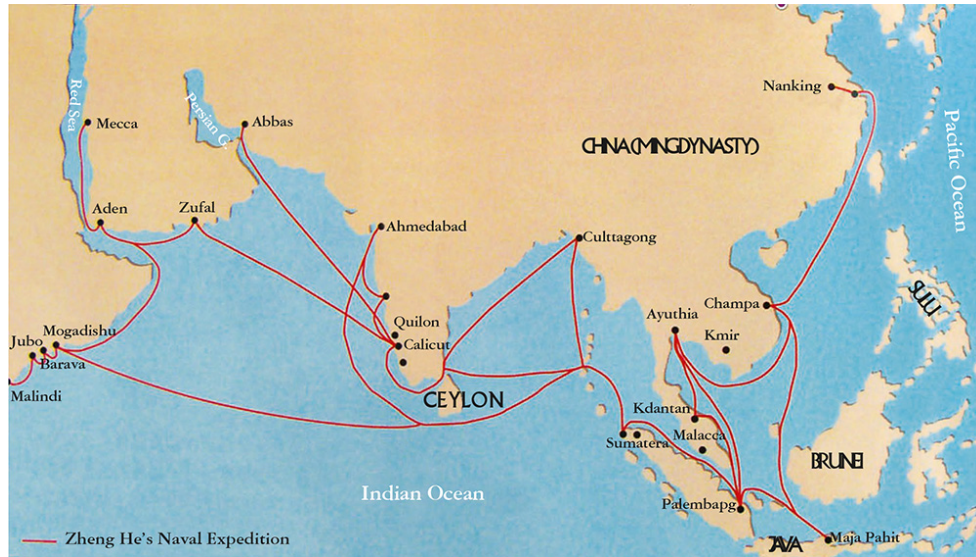 Nanking
Red Sea
Persian G.
Mecca
Abbas
CHINA(MINGDYNASTY)
Pacific Ocean
Aden
Zufal
Ahmedabad
Culttagong
SULU
Champa
Ayuthia
Kmir
Quilon
Calicut
Mogadishu
Jubo
Barava
Malindi
CEYLON
Kdantan
Malacca
Sumatera
BRUNEI
Indian Ocean
Palembapg
Zheng He's Naval Expedition
JAVA
Maja Pahit